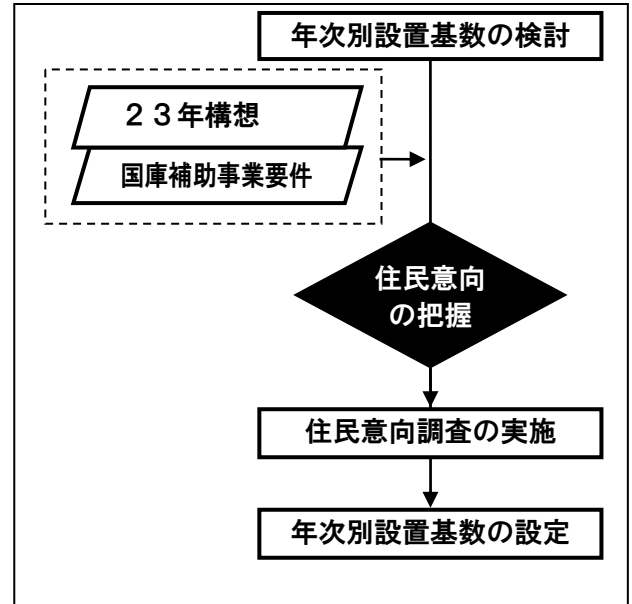 年次別設置基数の検討
２３年構想
国庫補助事業要件
住民意向
の把握
住民意向調査の実施
年次別設置基数の設定